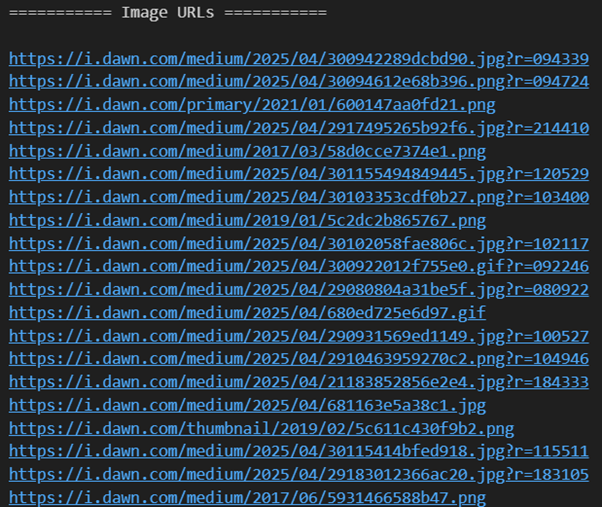 =========== Image URLs ===========
https://i.dawn.com/medium/2025/04/300942289dcbd90.jpg?r=094339
https://i.dawn.com/medium/2025/04/30094612e68b396.png?r=094724
https://i.dawn.com/primary/2021/01/600147aa0fd21.png
https://i.dawn.com/medium/2025/04/2917495265b92f6.jpg?r=214410
https://i.dawn.com/medium/2017/03/58d0cce7374e1.png
https://i.dawn.com/medium/2025/04/301155494849445.jpg?r=120529
https://i.dawn.com/medium/2025/04/30103353cdf0b27.png?r=103400
https://i.dawn.com/medium/2019/01/5c2dc2b865767.png
https://i.dawn.com/medium/2025/04/30102058fae806c.jpg?r=102117
https://i.dawn.com/medium/2025/04/300922012f755e0.gif?r=092246
https://i.dawn.com/medium/2025/04/29080804a31be5f.jpg?r=080922
https://i.dawn.com/medium/2025/04/680ed725e6d97.gif
https://i.dawn.com/medium/2025/04/290931569ed1149.jpg?r=100527
https://i.dawn.com/medium/2025/04/2910463959270c2.png?r=104946
https://i.dawn.com/medium/2025/04/21183852856e2e4.jpg?r=184333
https://i.dawn.com/medium/2025/04/681163e5a38c1.jpg
https://i.dawn.com/thumbnail/2019/02/5c611c430f9b2.png
https://i.dawn.com/medium/2025/04/30115414bfed918.jpg?r=115511
https://i.dawn.com/medium/2025/04/29183012366ac20.jpg?r=183105
https://i.dawn.com/medium/2017/06/5931466588b47.png